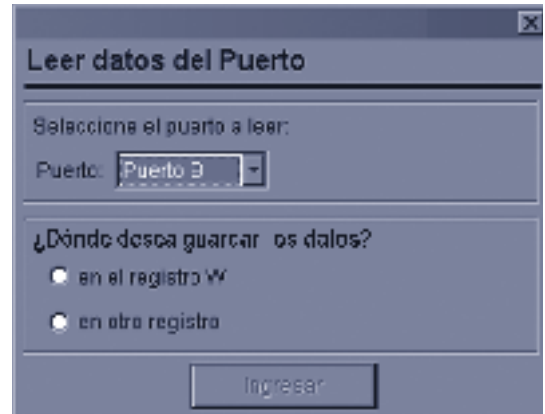 Leer datos del Puerto
Seleccione el puerto a leer:
Puerto: Puerto B
¿Dónde desea guardar los datos?
en el registro W
en otro registro
Ingresar